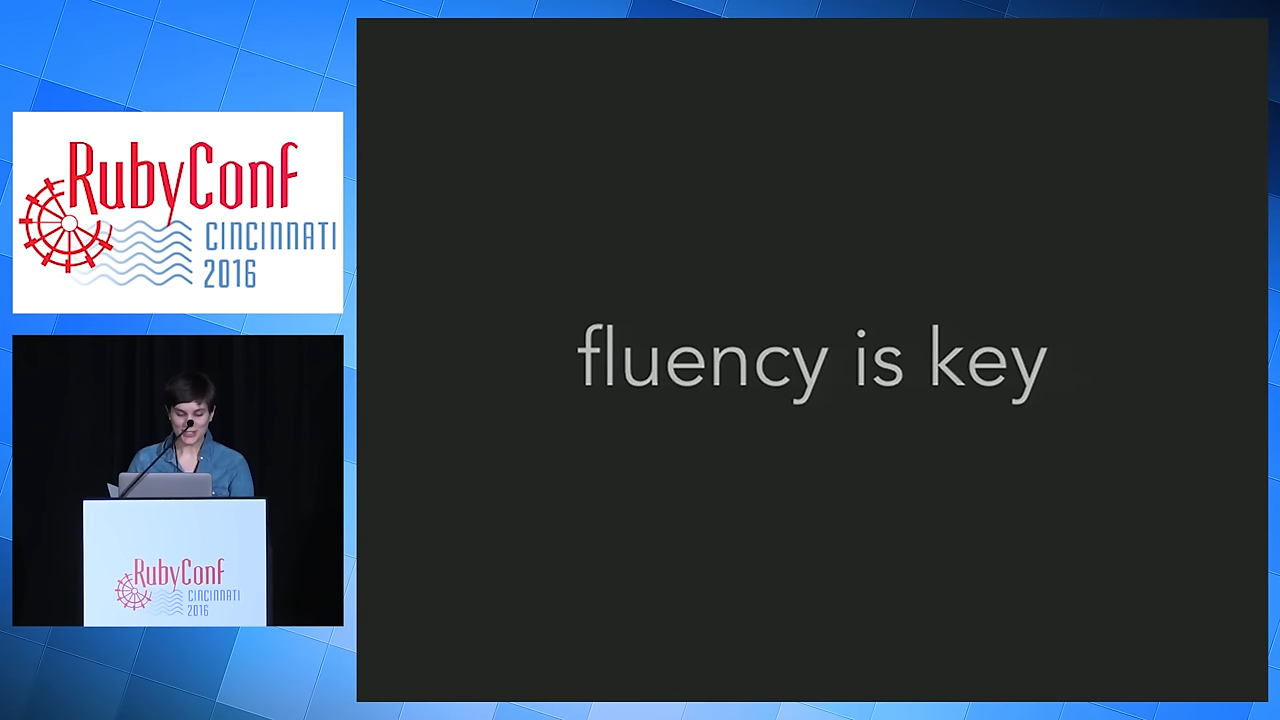 RubyConf
CINCINNATI
2016
fluency is key
RubyConf
CINCINNATI
2016